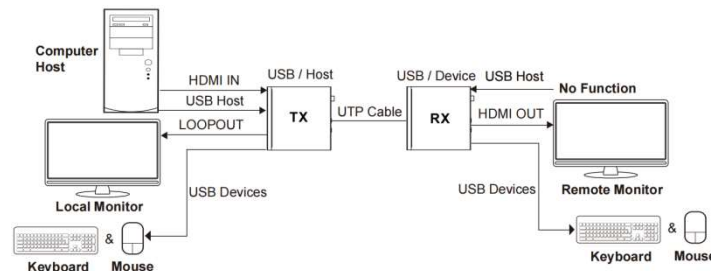 Computer
Host
HDMI IN
USB Host
LOOPOUT
Local Monitor
USB / Host
TX
USB Devices
Keyboard & Mouse
UTP Cable
USB / Device
RX
USB Host
No Function
HDMI OUT
Remote Monitor
USB Devices
Keyboard & Mouse